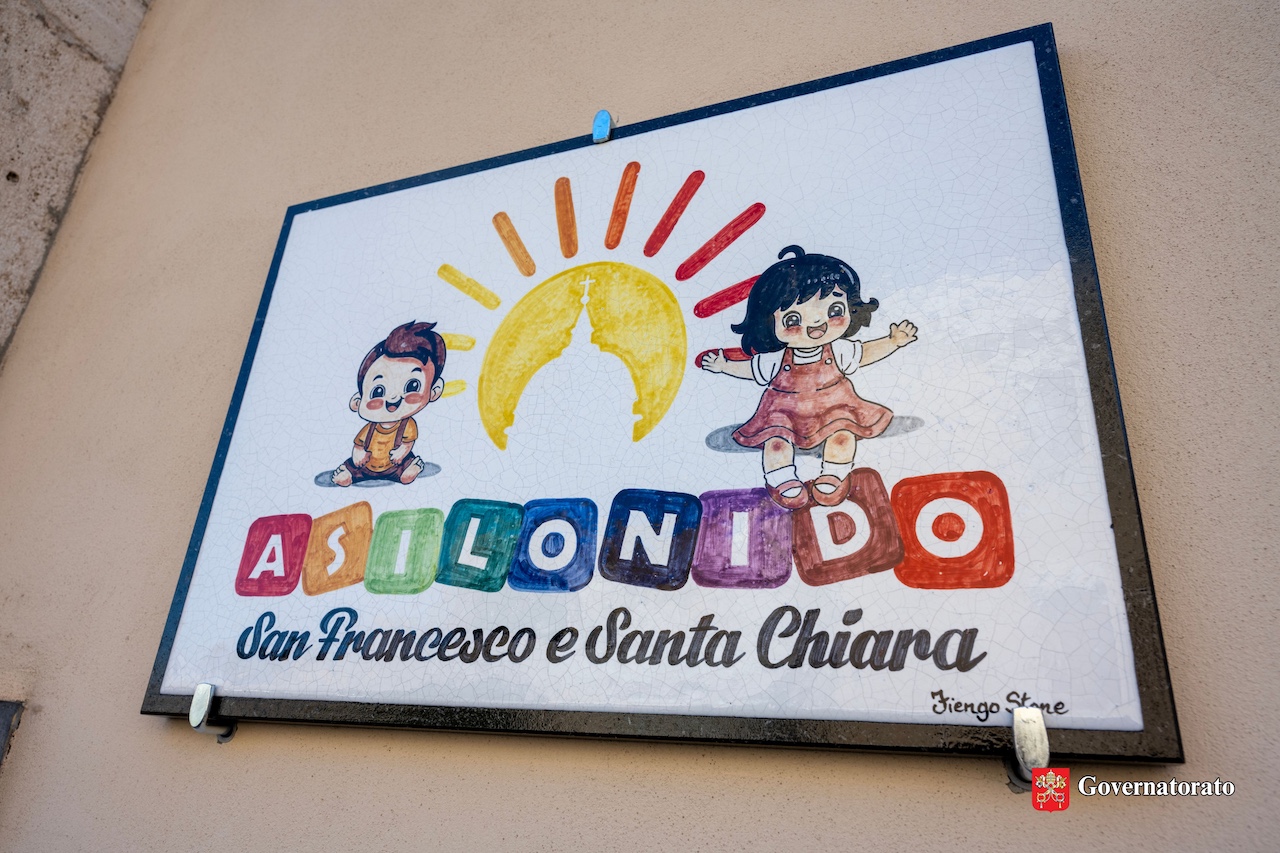 ASILONIDO
San Francesco e Santa Chiara
Fiengo Stone
Governatorato